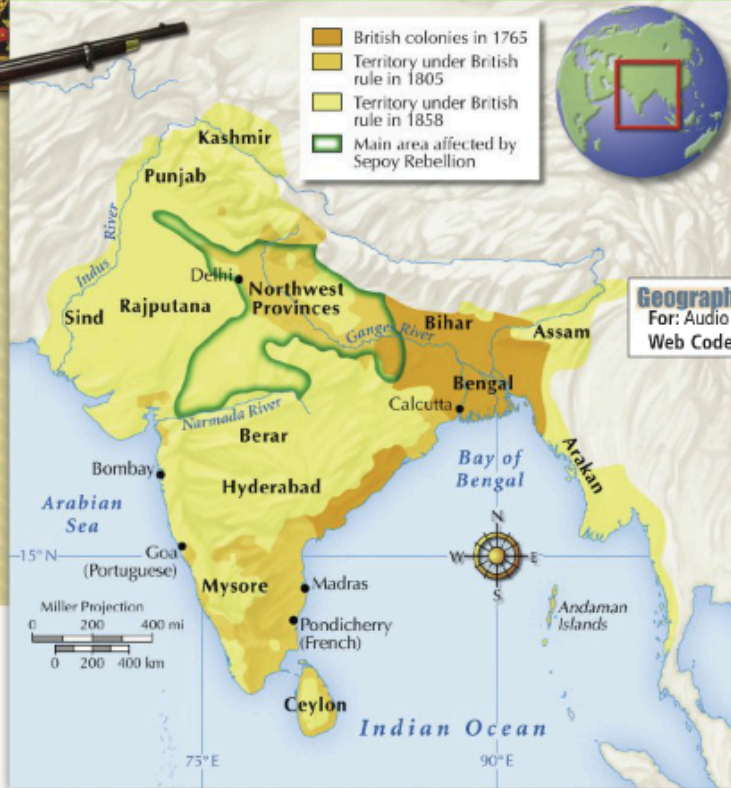 British colonies in 1765
Territory under British
rule in 1805
Territory under British
rule in 1858
Main area affected by
Sepoy Rebellion
Kashmir
Punjab
Indus River
Delhi
Northwest
Provinces
Sind
Rajputana
Ganges River
Bihar
Assam
Geograph
For: Audio
Web Code
Bengal
Calcutta
Narmada River
Berar
Bay of
Bengal
Arakan
Bombay
Hyderabad
Arabian
Sea
N
W
E
S
15°N
Goa
(Portuguese)
Mysore
Madras
Andaman
Islands
Miller Projection
0 200 400 mi
0 200 400 km
Pondicherry
(French)
Ceylon
Indian Ocean
75°E
90°E